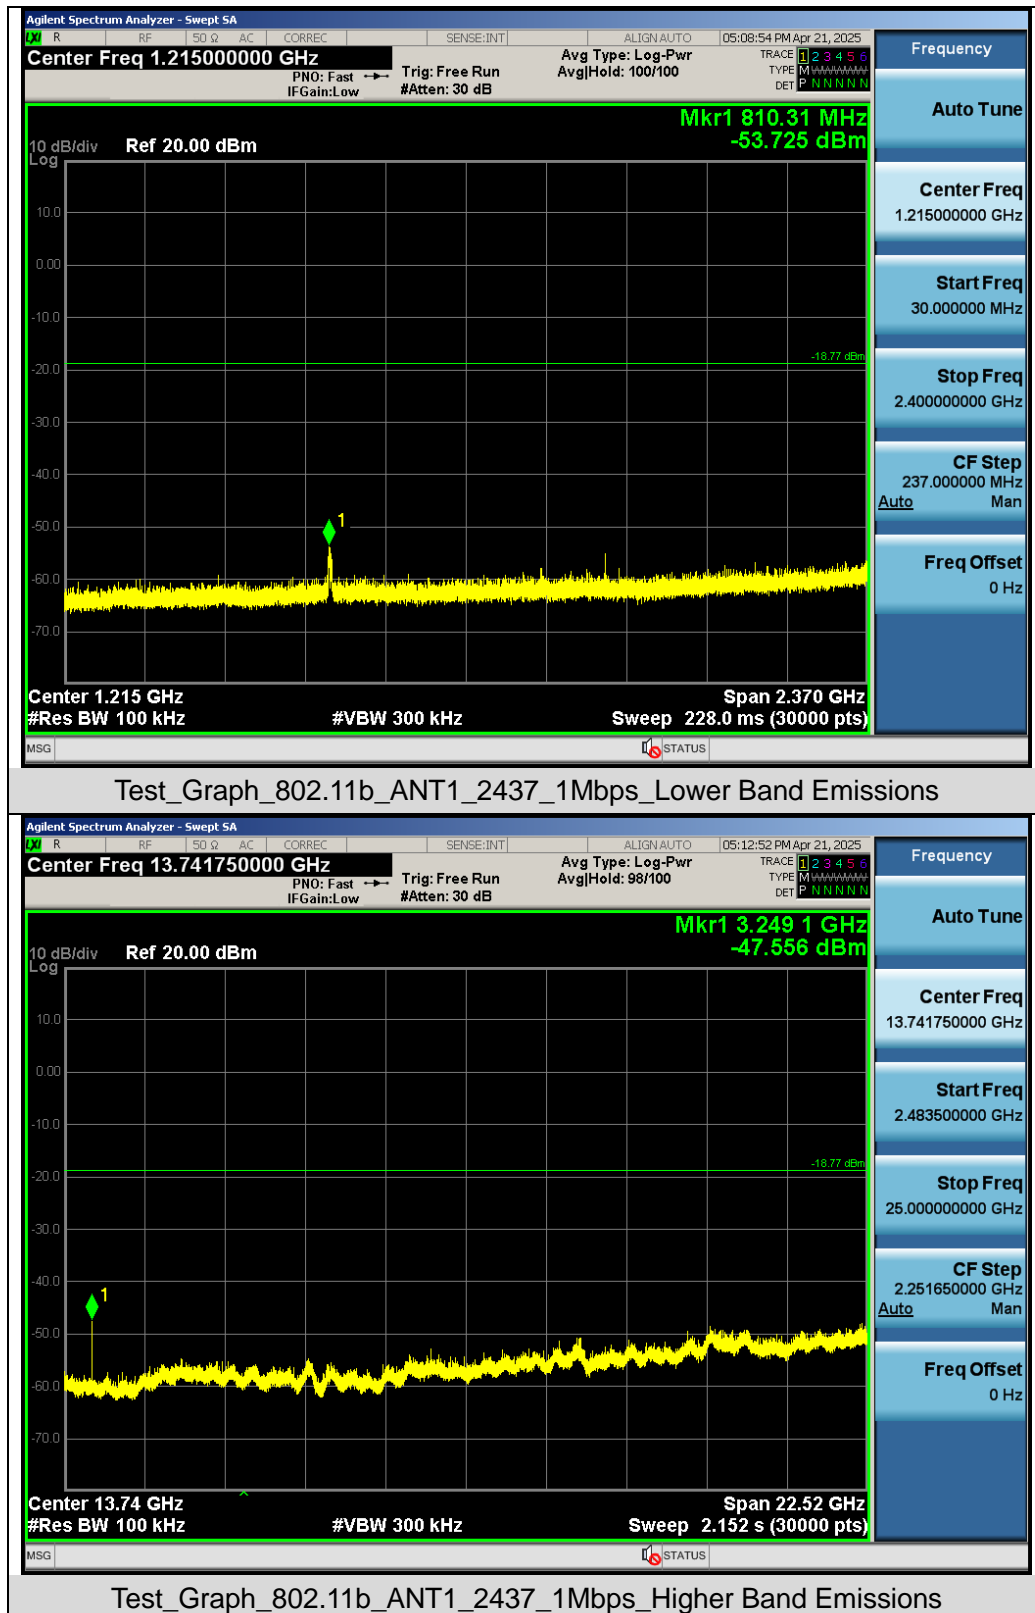 Agilent Spectrum Analyzer - Swept SA
LXI R RF 50 Ω AC CORREC SENSE:INT ALIGN AUTO 05:08:54 PM Apr 21, 2025
Center Freq 1.215000000 GHz
PNO: Fast
IFGain:Low
Trig: Free Run
#Atten: 30 dB
Avg Type: Log-Pwr
Avg|Hold: 100/100
TRACE 1 2 3 4 5 6
TYPE M
DET P N N N N N
Mkr1 810.31 MHz
-53.725 dBm
10 dB/div Ref 20.00 dBm
Log
10.0
0.00
-10.0
-18.77 dBm
-20.0
-30.0
-40.0
-50.0
1
-60.0
-70.0
Center 1.215 GHz Span 2.370 GHz
#Res BW 100 kHz #VBW 300 kHz Sweep 228.0 ms (30000 pts)
MSG STATUS
Frequency
Auto Tune
Center Freq
1.215000000 GHz
Start Freq
30.000000 MHz
Stop Freq
2.400000000 GHz
CF Step
237.000000 MHz
Auto Man
Freq Offset
0 Hz
Test_Graph_802.11b_ANT1_2437_1Mbps_Lower Band Emissions
Agilent Spectrum Analyzer - Swept SA
LXI R RF 50 Ω AC CORREC SENSE:INT ALIGN AUTO 05:12:52 PM Apr 21, 2025
Center Freq 13.741750000 GHz
PNO: Fast
IFGain:Low
Trig: Free Run
#Atten: 30 dB
Avg Type: Log-Pwr
Avg|Hold: 98/100
TRACE 1 2 3 4 5 6
TYPE M
DET P N N N N N
Mkr1 3.249 1 GHz
-47.556 dBm
10 dB/div Ref 20.00 dBm
Log
10.0
0.00
-10.0
-18.77 dBm
-20.0
-30.0
-40.0
1
-50.0
-60.0
-70.0
Center 13.74 GHz Span 22.52 GHz
#Res BW 100 kHz #VBW 300 kHz Sweep 2.152 s (30000 pts)
MSG STATUS
Frequency
Auto Tune
Center Freq
13.741750000 GHz
Start Freq
2.483500000 GHz
Stop Freq
25.000000000 GHz
CF Step
2.251650000 GHz
Auto Man
Freq Offset
0 Hz
Test_Graph_802.11b_ANT1_2437_1Mbps_Higher Band Emissions